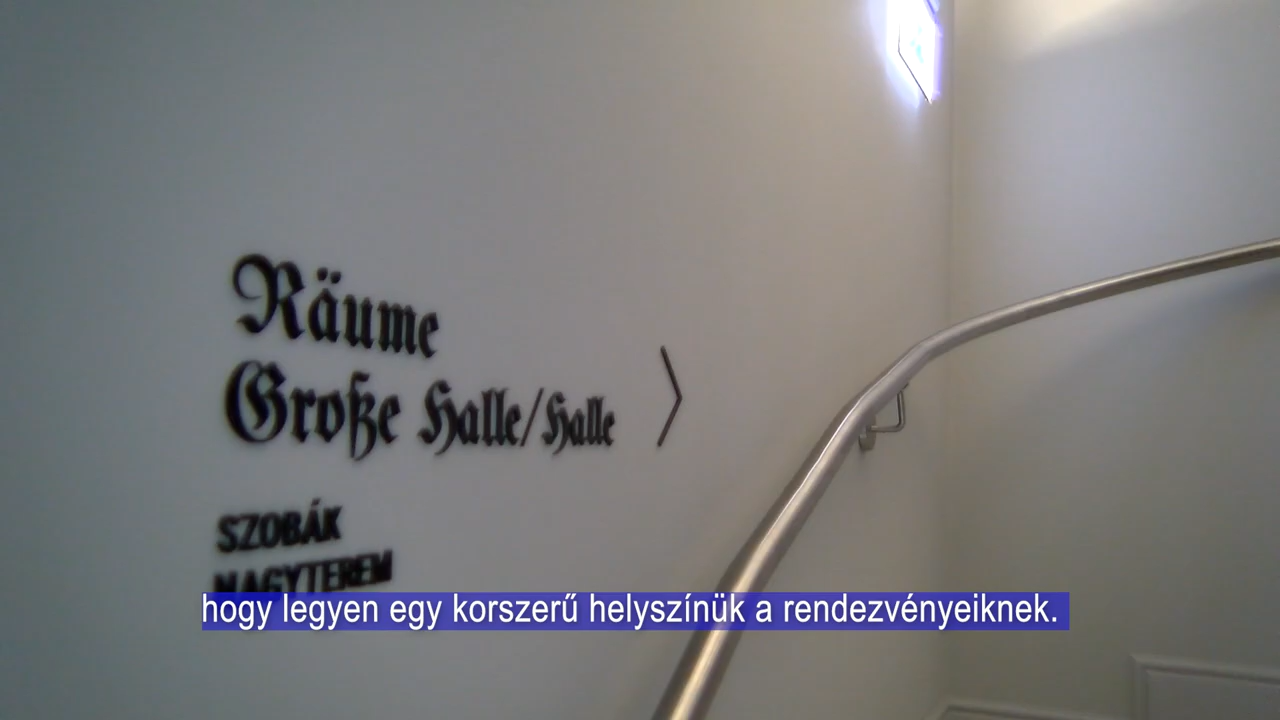 Räume
Große Halle/Halle
SZOBÁK
NAGYTEREM
hogy legyen egy korszerű helyszínük a rendezvényeiknek.